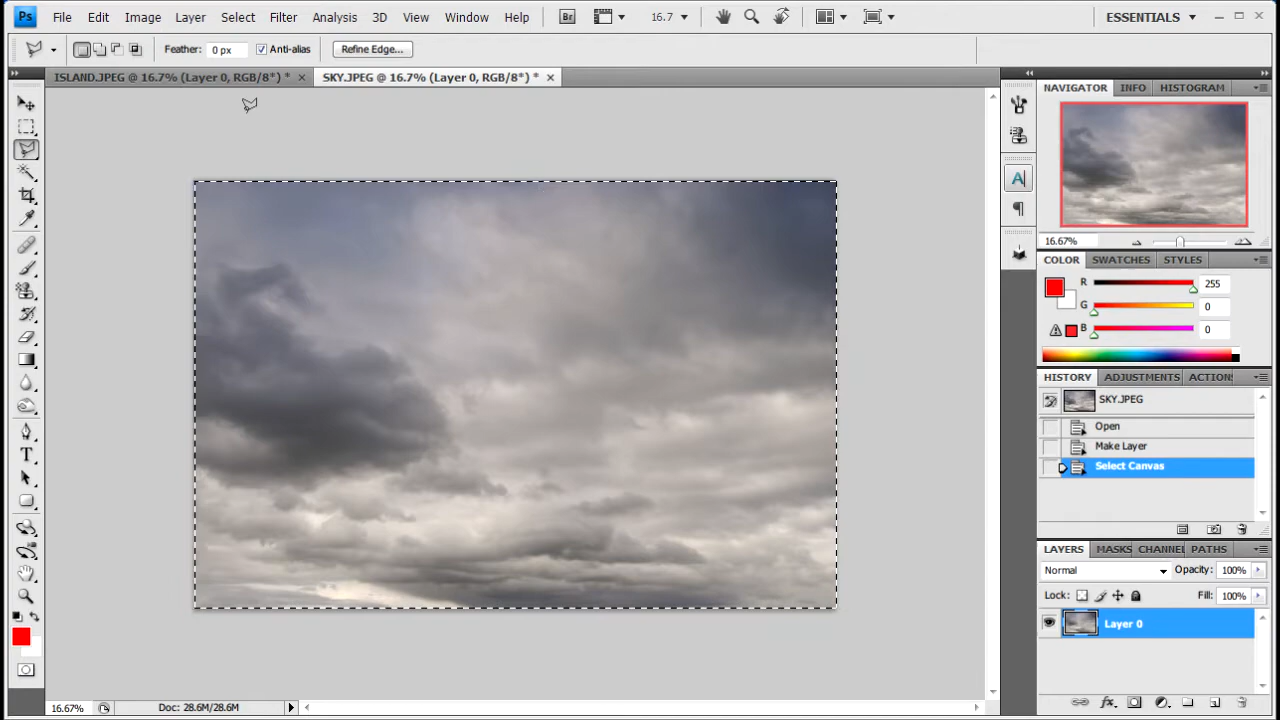 Ps File Edit Image Layer Select Filter Analysis 3D View Window Help Br 16.7 ESSENTIALS
Feather: 0 px Anti-alias Refine Edge...
ISLAND.JPEG @ 16.7% (Layer 0, RGB/8*) * SKY.JPEG @ 16.7% (Layer 0, RGB/8*) *
NAVIGATOR INFO HISTOGRAM
16.67%
COLOR SWATCHES STYLES
R 255
G 0
B 0
HISTORY ADJUSTMENTS ACTION
SKY.JPEG
Open
Make Layer
Select Canvas
LAYERS MASKS CHANNEL PATHS
Normal Opacity: 100%
Lock: Fill: 100%
Layer 0
16.67% Doc: 28.6M/28.6M